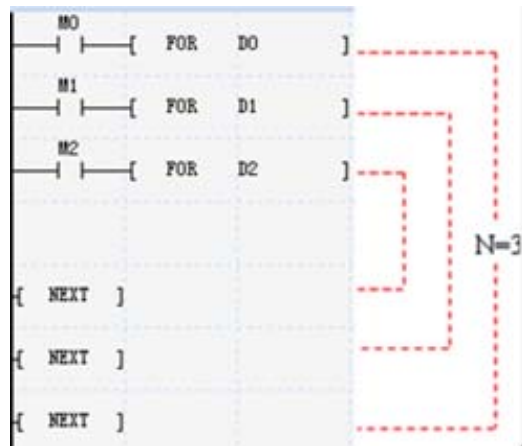 M0
[ FOR D0 ]
M1
[ FOR D1 ]
M2
[ FOR D2 ]
N=3
[ NEXT ]
[ NEXT ]
[ NEXT ]